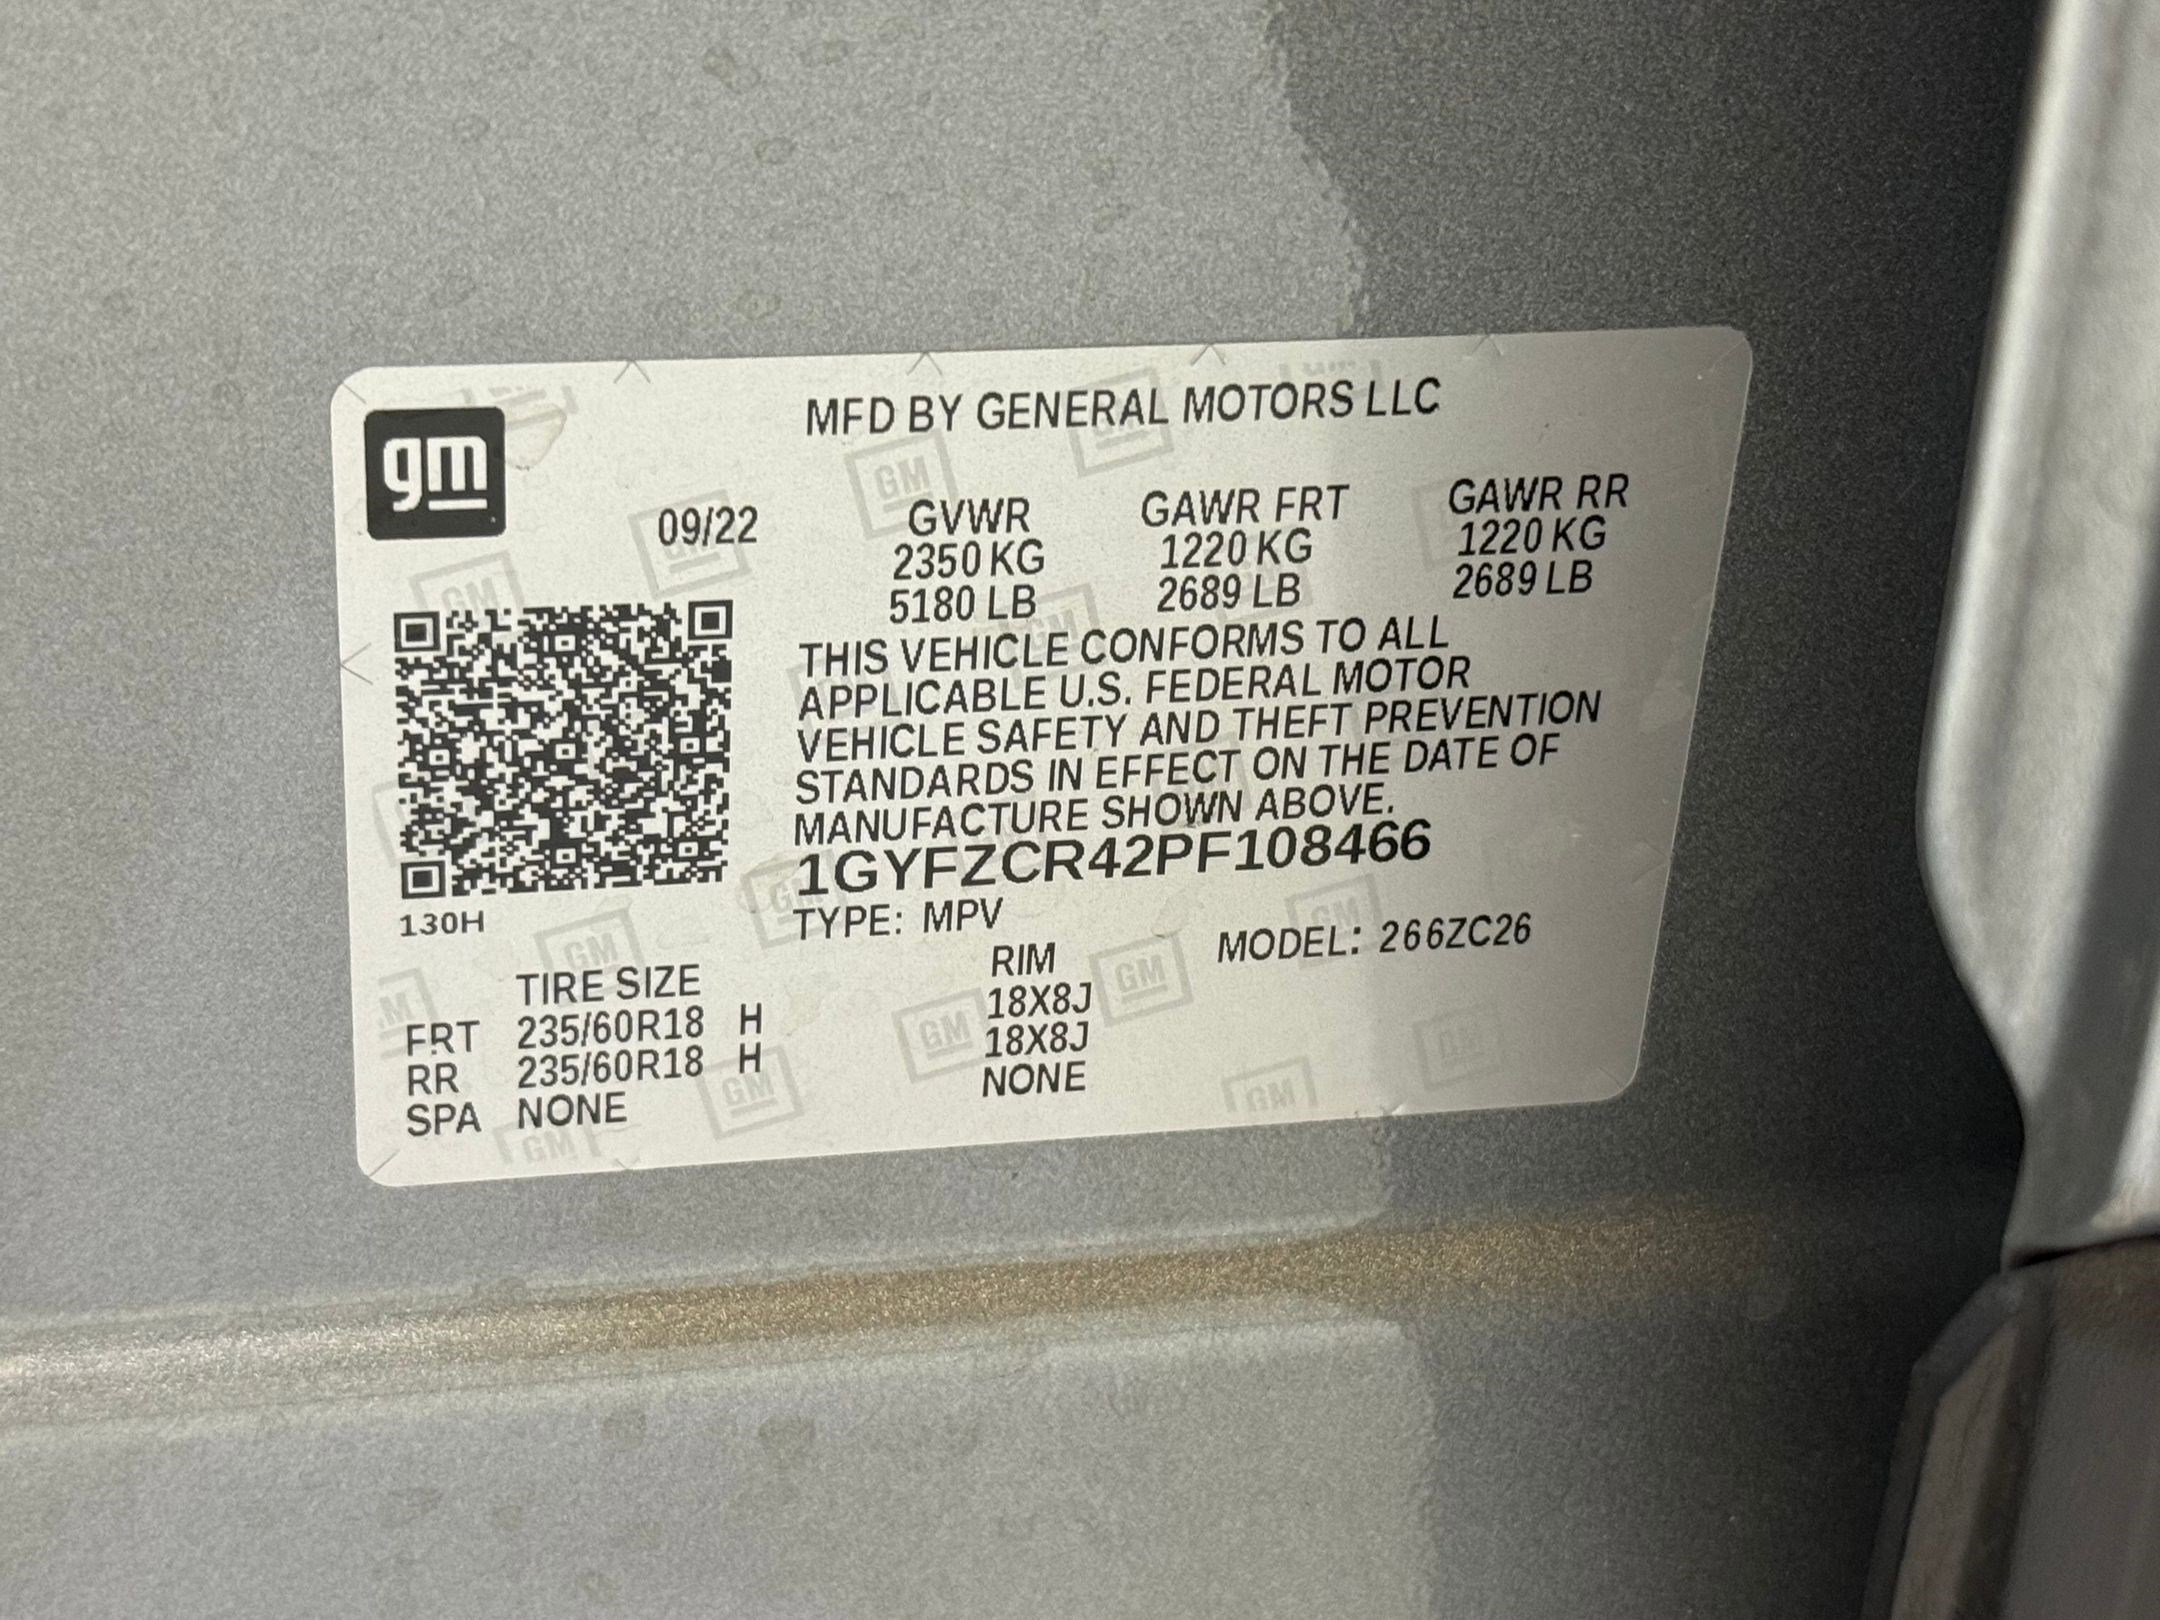 gm
MFD BY GENERAL MOTORS LLC
09/22
GVWR GAWR FRT GAWR RR
2350 KG 1220 KG 1220 KG
5180 LB 2689 LB 2689 LB
THIS VEHICLE CONFORMS TO ALL
APPLICABLE U.S. FEDERAL MOTOR
VEHICLE SAFETY AND THEFT PREVENTION
STANDARDS IN EFFECT ON THE DATE OF
MANUFACTURE SHOWN ABOVE.
1GYFZCR42PF108466
130H
TYPE: MPV
MODEL: 266ZC26
TIRE SIZE RIM
FRT 235/60R18 H 18X8J
RR 235/60R18 H 18X8J
SPA NONE NONE